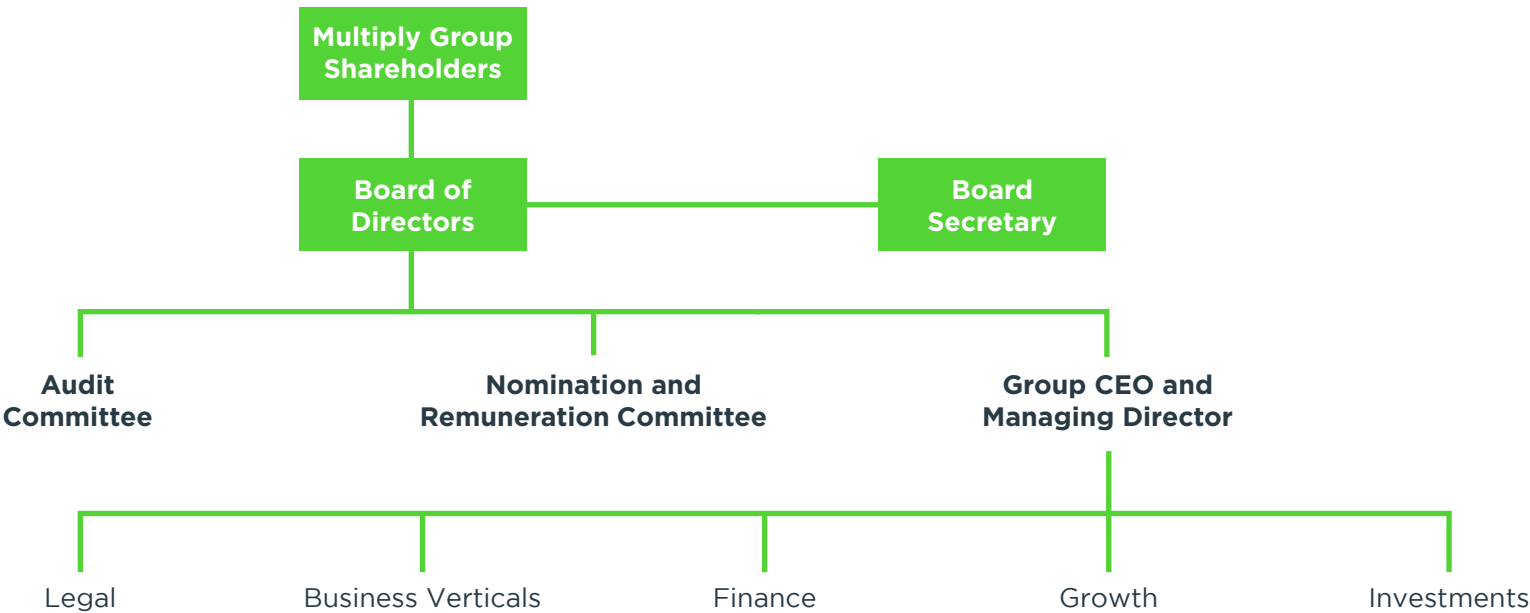 Multiply Group
Shareholders
Board of
Directors
Board
Secretary
Audit
Committee
Nomination and
Remuneration Committee
Group CEO and
Managing Director
Legal
Business Verticals
Finance
Growth
Investments